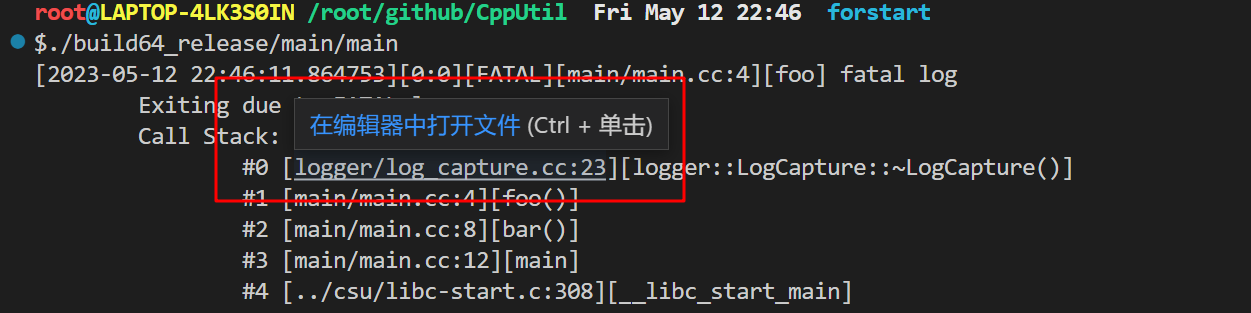 root@LAPTOP-4LK3S0IN /root/github/CppUtil Fri May 12 22:46 forstart
$./build64_release/main/main
[2023-05-12 22:46:11.864753][0:0][FATAL][main/main.cc:4][foo] fatal log
Exiting due
在编辑器中打开文件 (Ctrl + 单击)
Call Stack:
#0 [logger/log_capture.cc:23][logger::LogCapture::~LogCapture()]
#1 [main/main.cc:4][foo()]
#2 [main/main.cc:8][bar()]
#3 [main/main.cc:12][main]
#4 [../csu/libc-start.c:308][__libc_start_main]